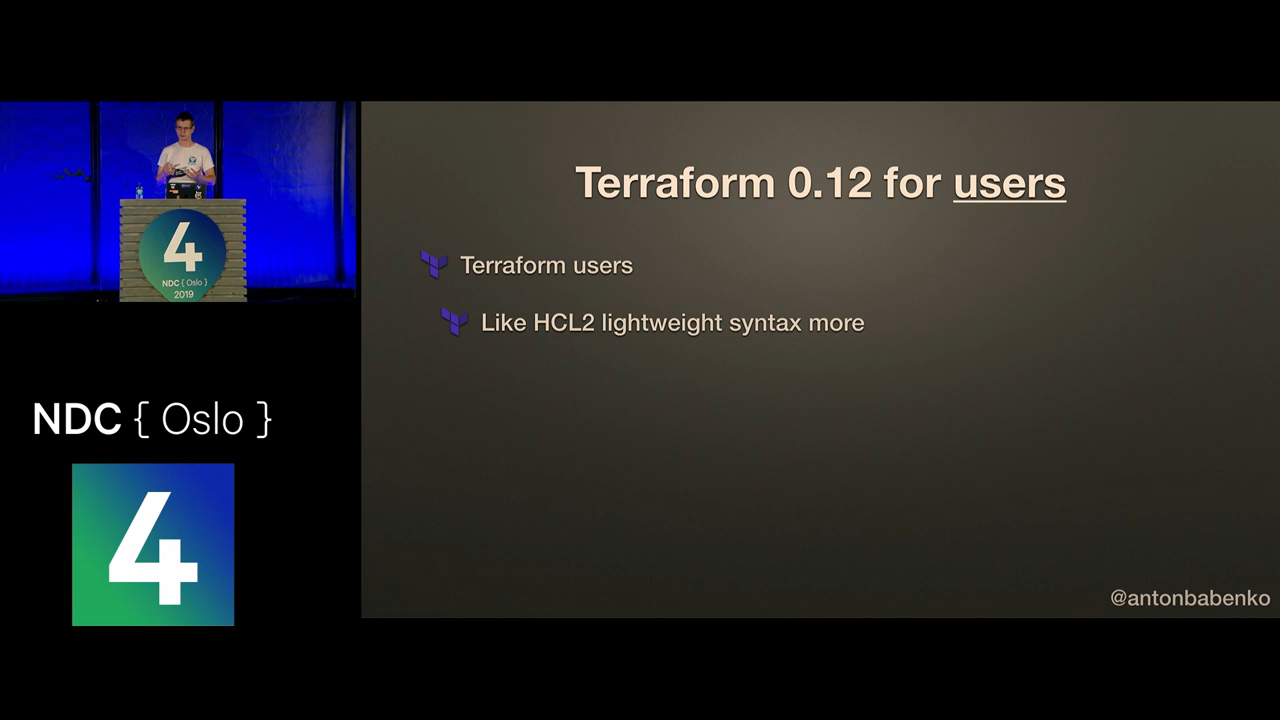 Terraform 0.12 for users
Terraform users
Like HCL2 lightweight syntax more
@antonbabenko
4
NDC { Oslo }
2019
NDC { Oslo }
4